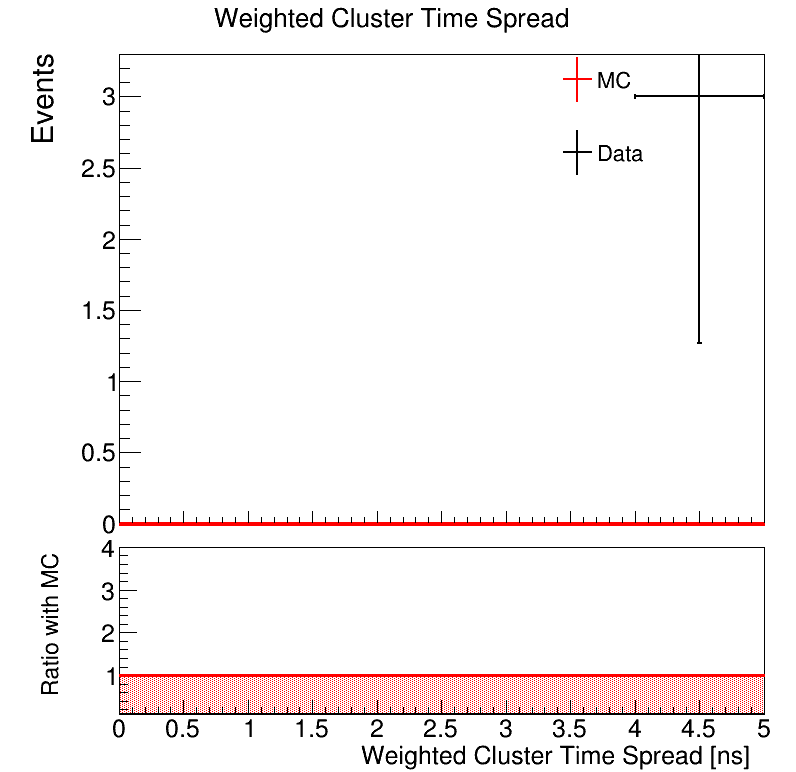 Weighted Cluster Time Spread
Events
3
2.5
2
1.5
1
0.5
0
MC
Data
Ratio with MC
4
3
2
1
0 0.5 1 1.5 2 2.5 3 3.5 4 4.5 5
Weighted Cluster Time Spread [ns]